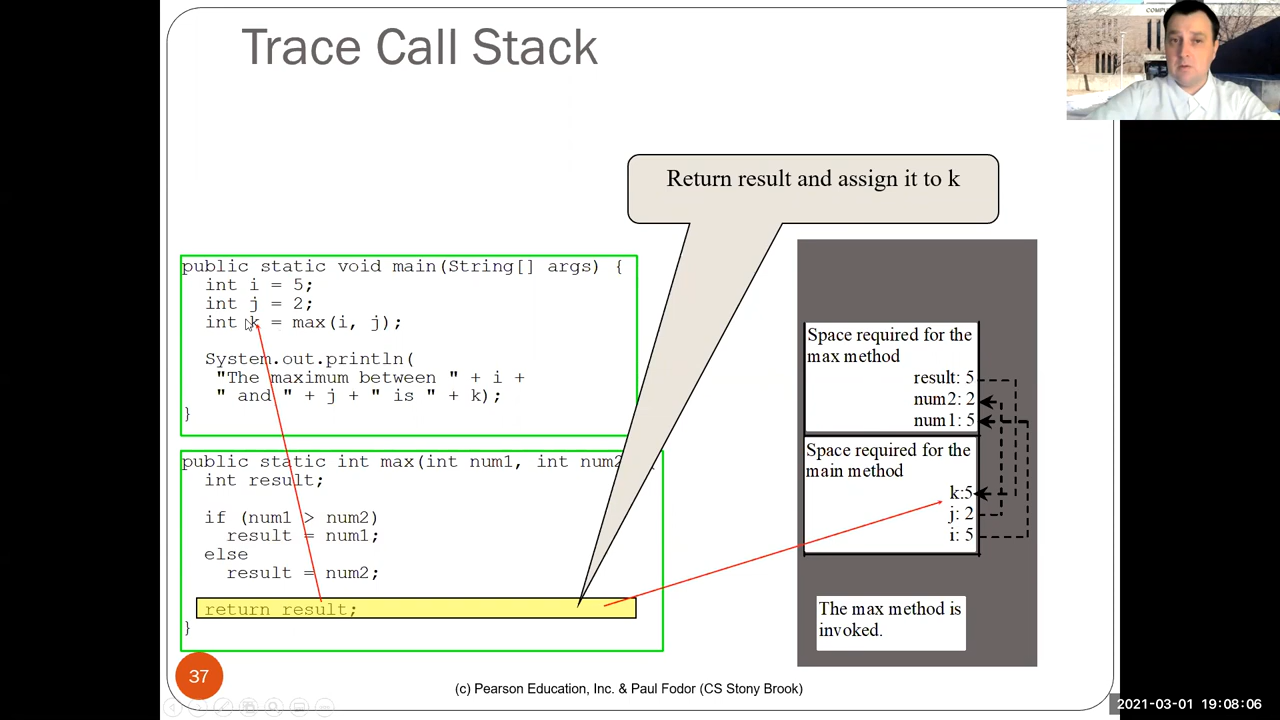 Trace Call Stack
Return result and assign it to k
public static void main(String[] args) {
int i = 5;
int j = 2;
int k = max(i, j);
System.out.println(
"The maximum between " + i +
" and " + j + " is " + k);
}
public static int max(int num1, int num2
int result;
if (num1 > num2)
result = num1;
else
result = num2;
return result;
}
Space required for the
max method
result: 5
num2: 2
num1: 5
Space required for the
main method
k:5
j: 2
i: 5
The max method is
invoked.
37
(c) Pearson Education, Inc. & Paul Fodor (CS Stony Brook)
2021-03-01 19:08:06